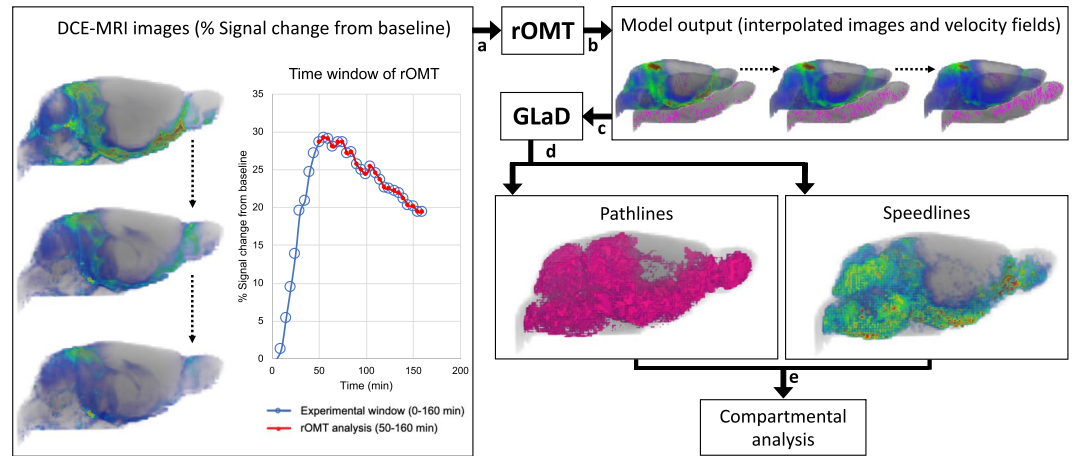 DCE-MRI images (% Signal change from baseline)
a
rOMT
b
Model output (interpolated images and velocity fields)
Time window of rOMT
% Signal change from baseline
35
30
25
20
15
10
5
0
0
50
100
150
200
Time (min)
Experimental window (0-160 min)
rOMT analysis (50-160 min)
GLaD
c
d
Pathlines
Speedlines
e
Compartmental
analysis